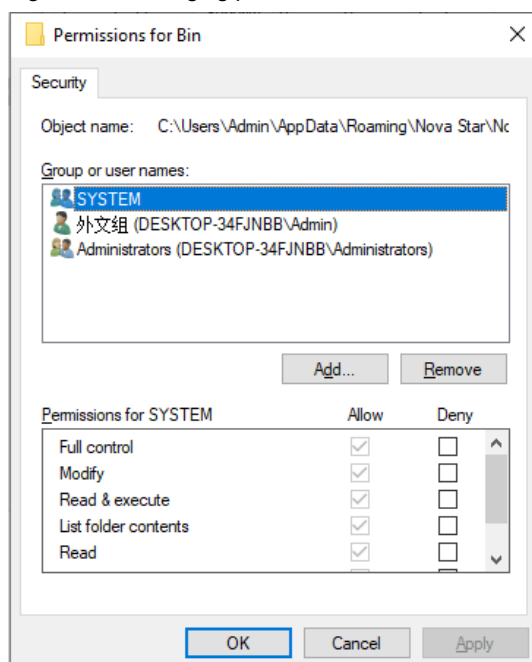 Permissions for Bin
Security
Object name: C:\Users\Admin\AppData\Roaming\Nova Star\Nc
Group or user names:
SYSTEM
外文组 (DESKTOP-34FJNBB\Admin)
Administrators (DESKTOP-34FJNBB\Administrators)
Add... Remove
Permissions for SYSTEM Allow Deny
Full control
Modify
Read & execute
List folder contents
Read
OK Cancel Apply